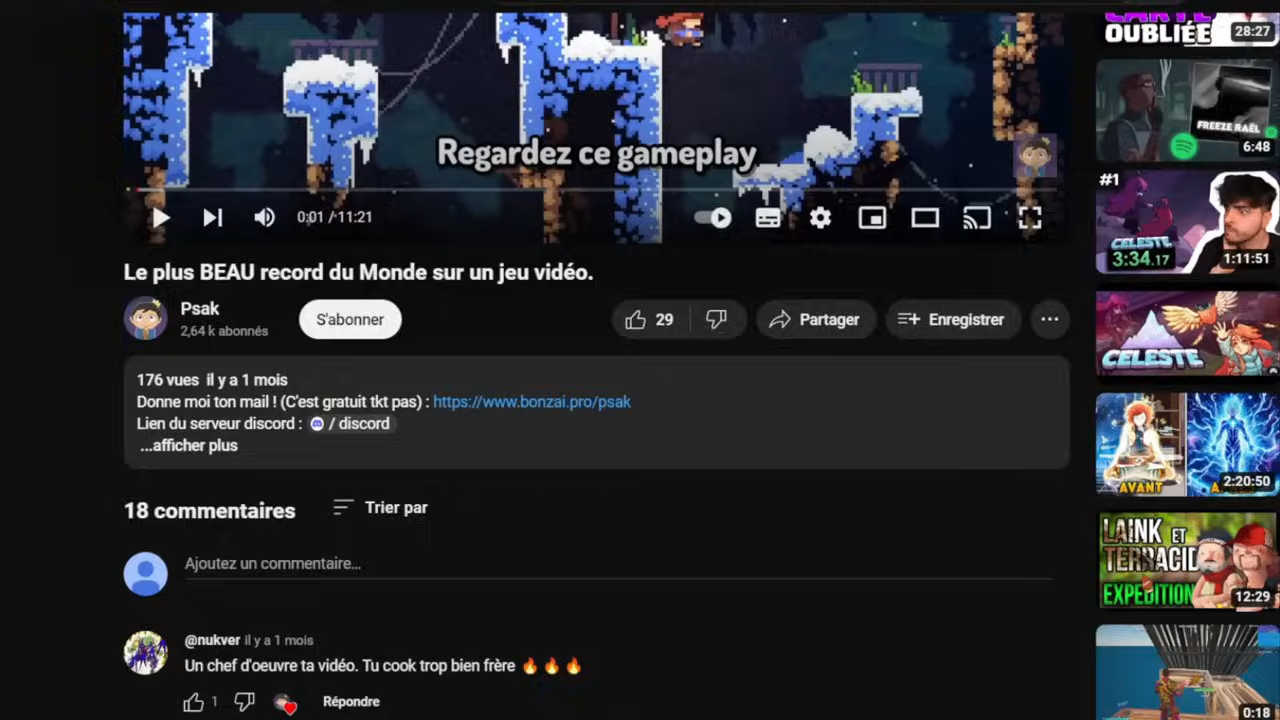 Regardez ce gameplay
0:01 / 11:21
Le plus BEAU record du Monde sur un jeu vidéo.
Psak
2,64 k abonnés
S'abonner
29
Partager
Enregistrer
176 vues il y a 1 mois
Donne moi ton mail ! (C'est gratuit tkt pas) : https://www.bonzai.pro/psak
Lien du serveur discord : / discord
...afficher plus
18 commentaires
Trier par
Ajoutez un commentaire...
@nukver il y a 1 mois
Un chef d'oeuvre ta vidéo. Tu cook trop bien frère 🔥 🔥 🔥
1
Répondre
CARTE
OUBLIÉE
28:27
FREEZE RAËL
6:48
#1
CELESTE
3:34.17
1:11:51
CELESTE
AVANT
2:20:50
LAINK ET
TERRACID
EXPEDITION
12:29
0:18